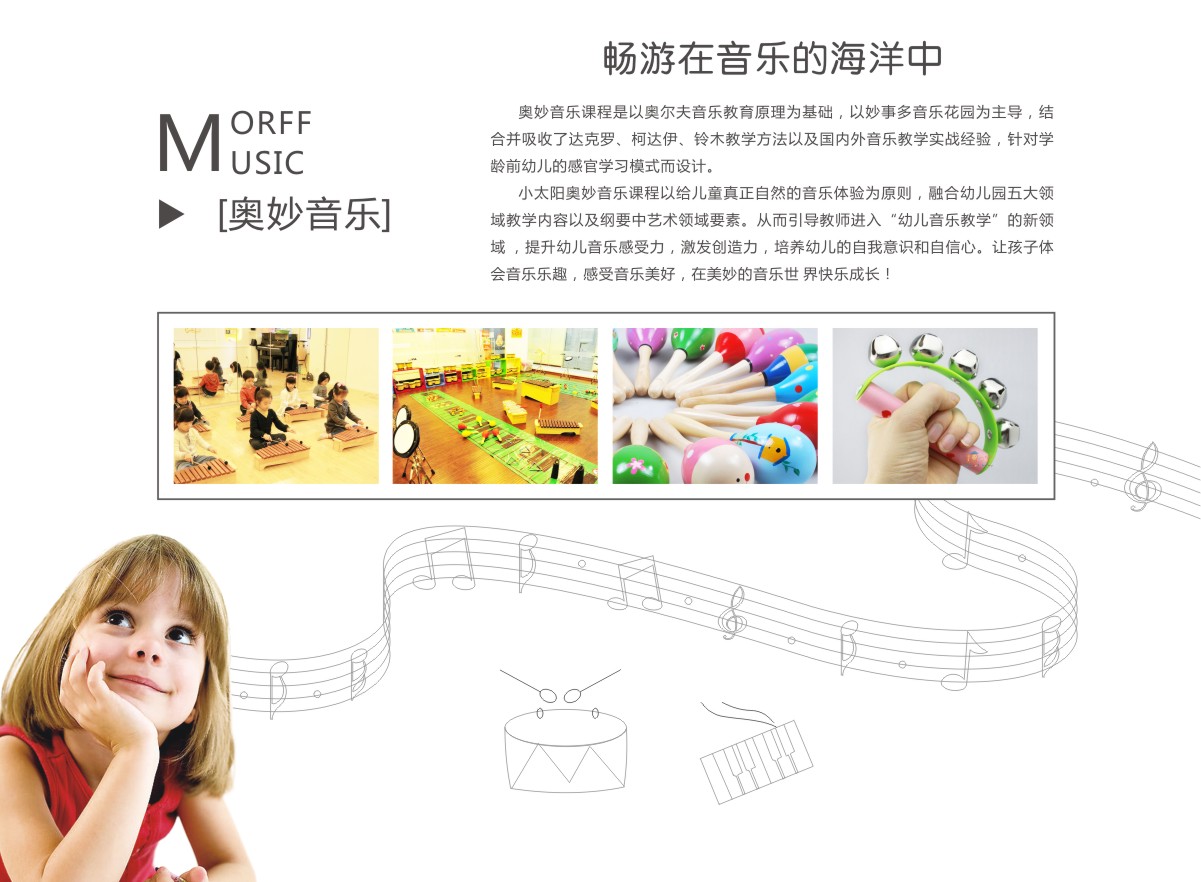 畅游在音乐的海洋中
MORFF
MUSIC
[奥妙音乐]
奥妙音乐课程是以奥尔夫音乐教育原理为基础，以妙事多音乐花园为主导，结
合并吸收了达克罗、柯达伊、铃木教学方法以及国内外音乐教学实战经验，针对学
龄前幼儿的感官学习模式而设计。
小太阳奥妙音乐课程以给儿童真正自然的音乐体验为原则，融合幼儿园五大领
域教学内容以及纲要中艺术领域要素。从而引导教师进入“幼儿音乐教学”的新领
域，提升幼儿音乐感受力，激发创造力，培养幼儿的自我意识和自信心。让孩子体
会音乐乐趣，感受音乐美好，在美妙的音乐世 界快乐成长！